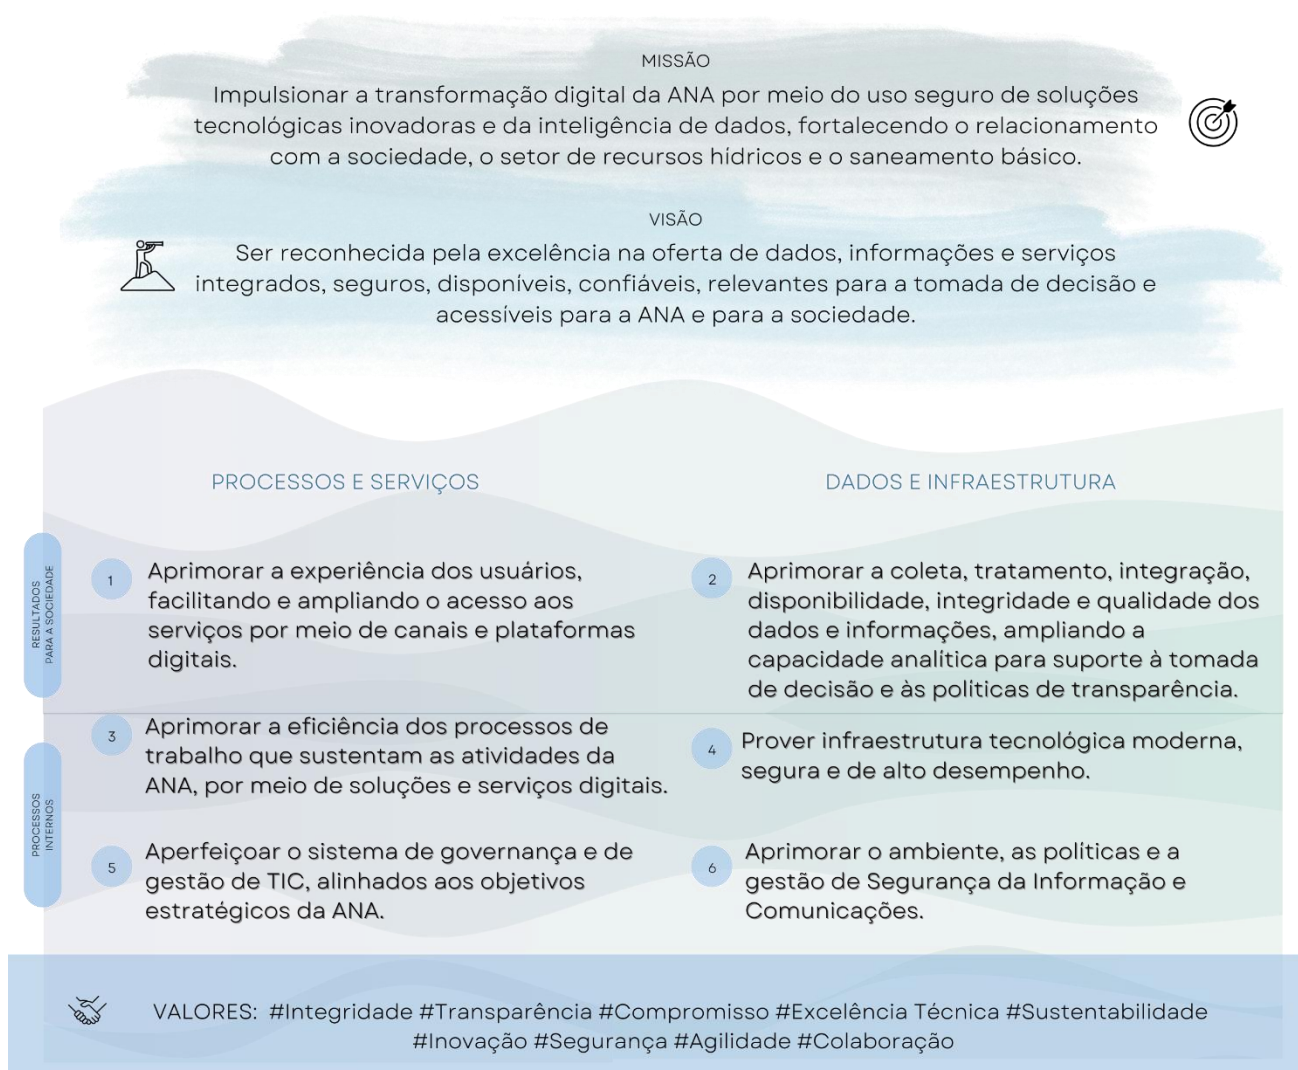 MISSÃO
Impulsionar a transformação digital da ANA por meio do uso seguro de soluções
tecnológicas inovadoras e da inteligência de dados, fortalecendo o relacionamento
com a sociedade, o setor de recursos hídricos e o saneamento básico.
VISÃO
Ser reconhecida pela excelência na oferta de dados, informações e serviços
integrados, seguros, disponíveis, confiáveis, relevantes para a tomada de decisão e
acessíveis para a ANA e para a sociedade.
PROCESSOS E SERVIÇOS
DADOS E INFRAESTRUTURA
RESULTADOS
PARA A SOCIEDADE
1
Aprimorar a experiência dos usuários,
facilitando e ampliando o acesso aos
serviços por meio de canais e plataformas
digitais.
2
Aprimorar a coleta, tratamento, integração,
disponibilidade, integridade e qualidade dos
dados e informações, ampliando a
capacidade analítica para suporte à tomada
de decisão e às políticas de transparência.
PROCESSOS
INTERNOS
3
Aprimorar a eficiência dos processos de
trabalho que sustentam as atividades da
ANA, por meio de soluções e serviços digitais.
4
Prover infraestrutura tecnológica moderna,
segura e de alto desempenho.
5
Aperfeiçoar o sistema de governança e de
gestão de TIC, alinhados aos objetivos
estratégicos da ANA.
6
Aprimorar o ambiente, as políticas e a
gestão de Segurança da Informação e
Comunicações.
VALORES: #Integridade #Transparência #Compromisso #Excelência Técnica #Sustentabilidade
#Inovação #Segurança #Agilidade #Colaboração